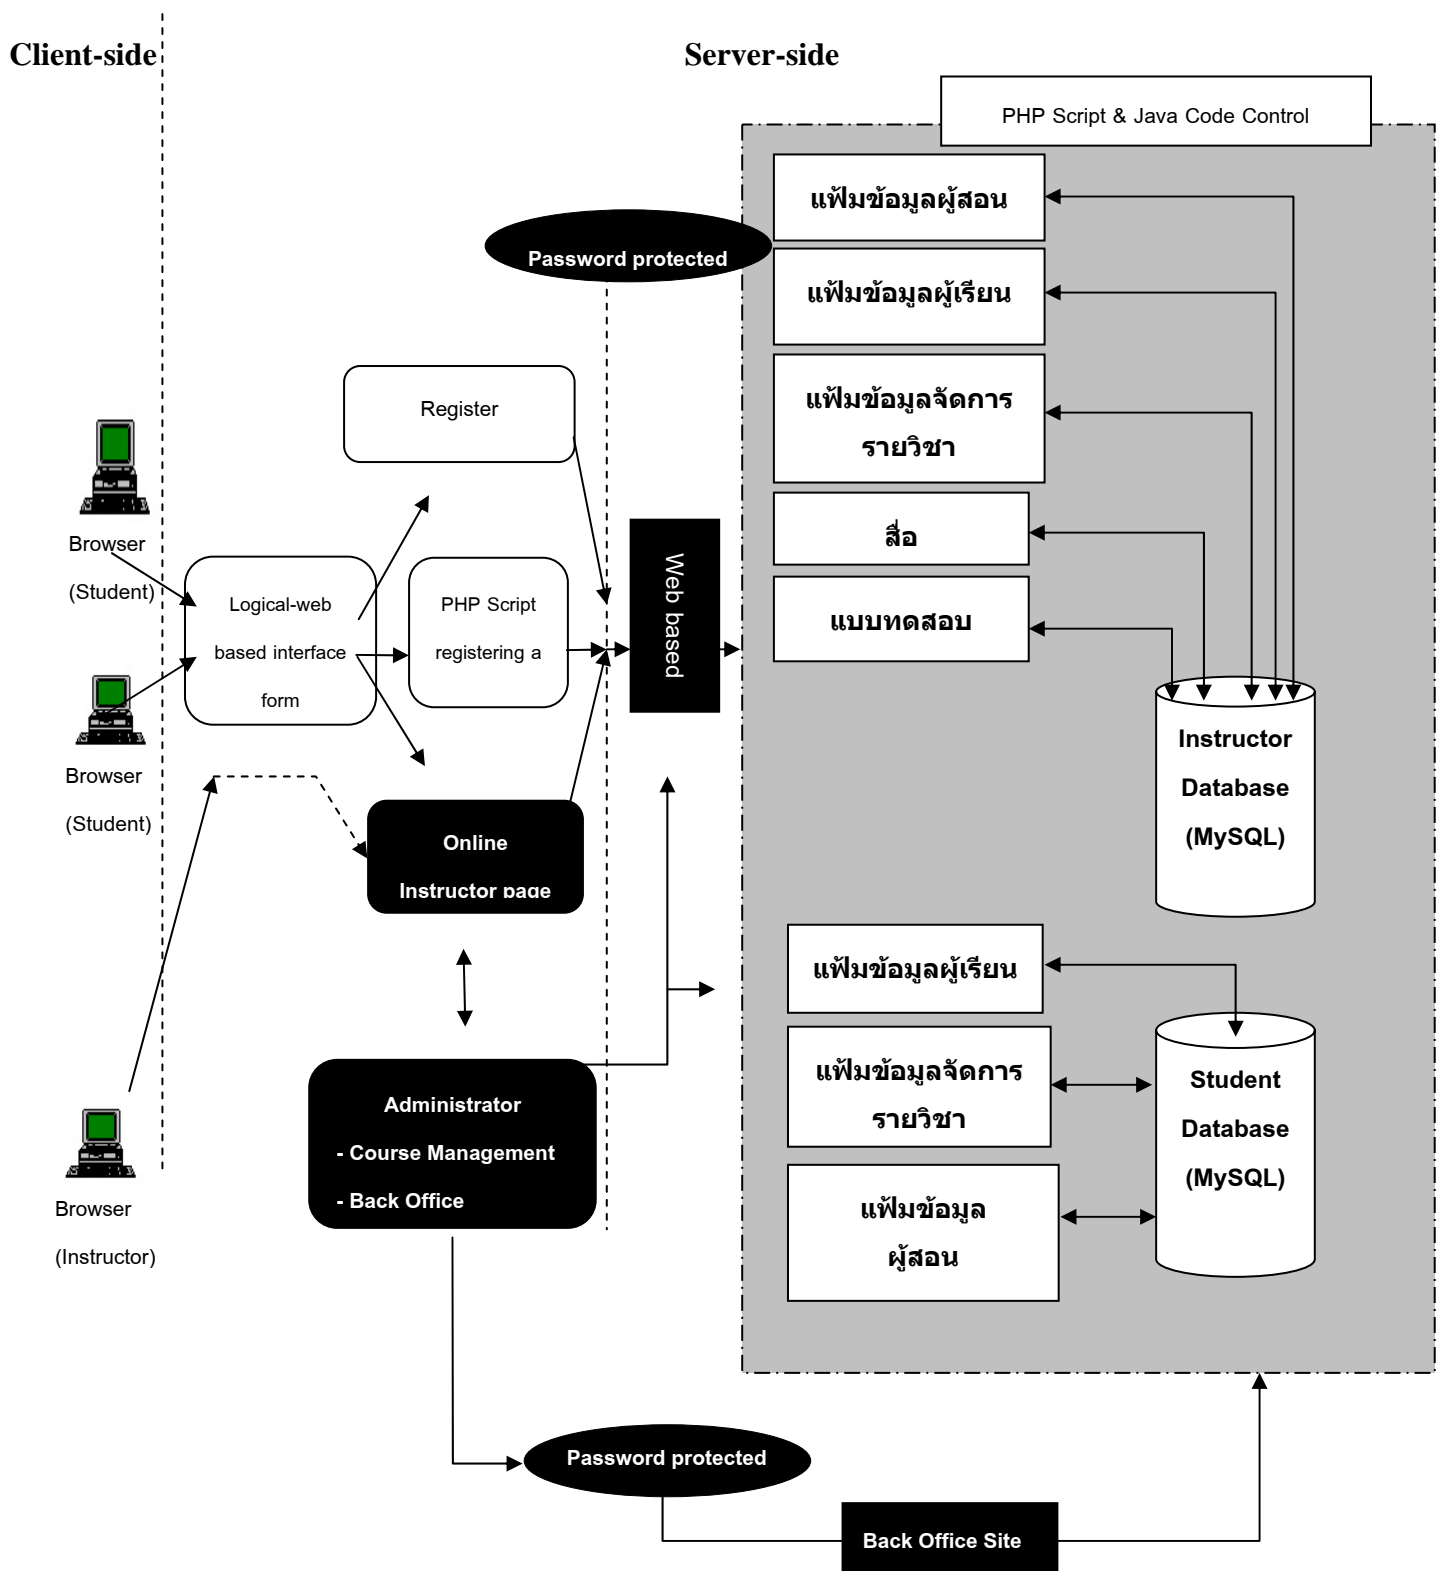 Client-side
Server-side
PHP Script & Java Code Control
แฟ้มข้อมูลผู้สอน
Password protected
แฟ้มข้อมูลผู้เรียน
แฟ้มข้อมูลจัดการ
รายวิชา
Register
สื่อ
Browser
(Student)
Logical-web
based interface
form
PHP Script
registering a
Web based
แบบทดสอบ
Browser
(Student)
Instructor
Database
(MySQL)
Online
Instructor page
แฟ้มข้อมูลผู้เรียน
แฟ้มข้อมูลจัดการ
รายวิชา
Student
Database
(MySQL)
Administrator
- Course Management
- Back Office
Browser
(Instructor)
แฟ้มข้อมูล
ผู้สอน
Password protected
Back Office Site